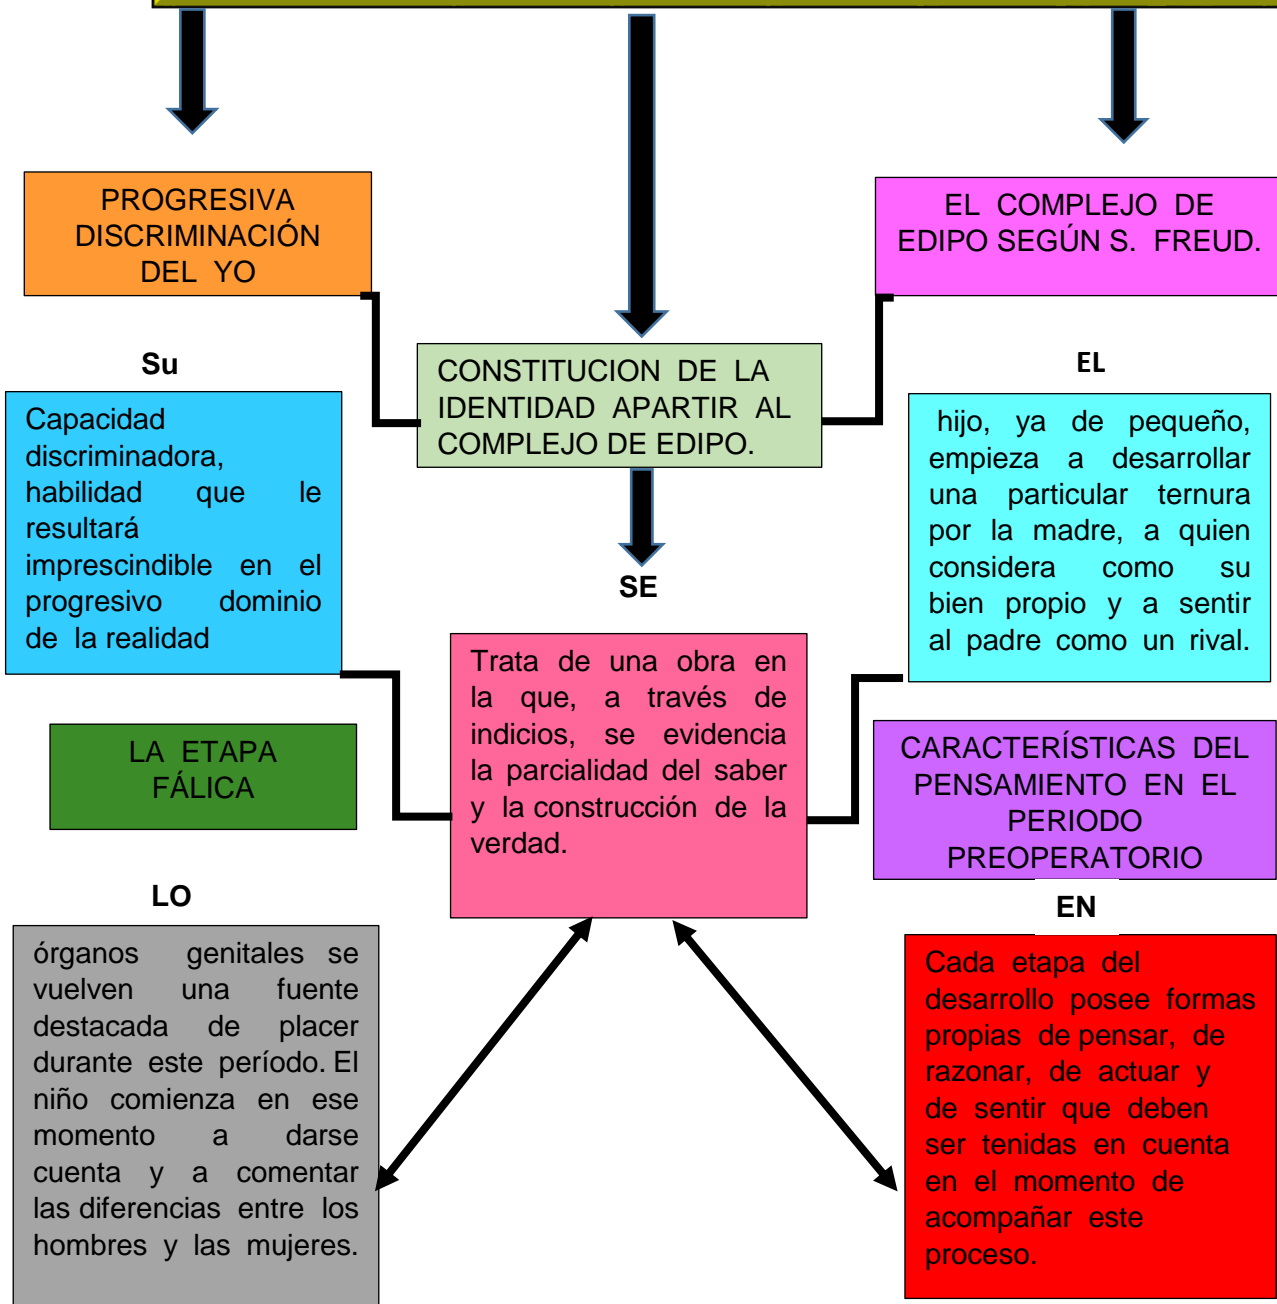 PROGRESIVA
DISCRIMINACIÓN
DEL YO
EL COMPLEJO DE
EDIPO SEGÚN S. FREUD.
CONSTITUCION DE LA
IDENTIDAD APARTIR AL
COMPLEJO DE EDIPO.
Su
Capacidad
discriminadora,
habilidad que le
resultará
imprescindible en el
progresivo dominio
de la realidad
EL
hijo, ya de pequeño,
empieza a desarrollar
una particular ternura
por la madre, a quien
considera como su
bien propio y a sentir
al padre como un rival.
SE
Trata de una obra en
la que, a través de
indicios, se evidencia
la parcialidad del saber
y la construcción de la
verdad.
LA ETAPA
FÁLICA
CARACTERÍSTICAS DEL
PENSAMIENTO EN EL
PERIODO
PREOPERATORIO
LO
órganos genitales se
vuelven una fuente
destacada de placer
durante este período. El
niño comienza en ese
momento a darse
cuenta y a comentar
las diferencias entre los
hombres y las mujeres.
EN
Cada etapa del
desarrollo posee formas
propias de pensar, de
razonar, de actuar y
de sentir que deben
ser tenidas en cuenta
en el momento de
acompañar este
proceso.